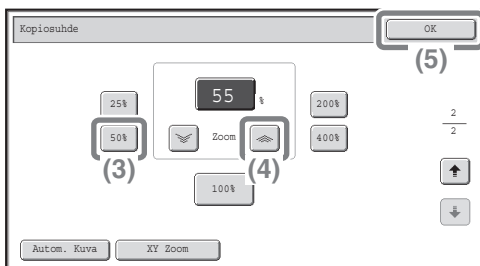 Kopiosuhde
OK
(5)
55 %
25%
200%
50%
Zoom
400%
(3)
(4)
100%
2
2
Autom. Kuva
XY Zoom